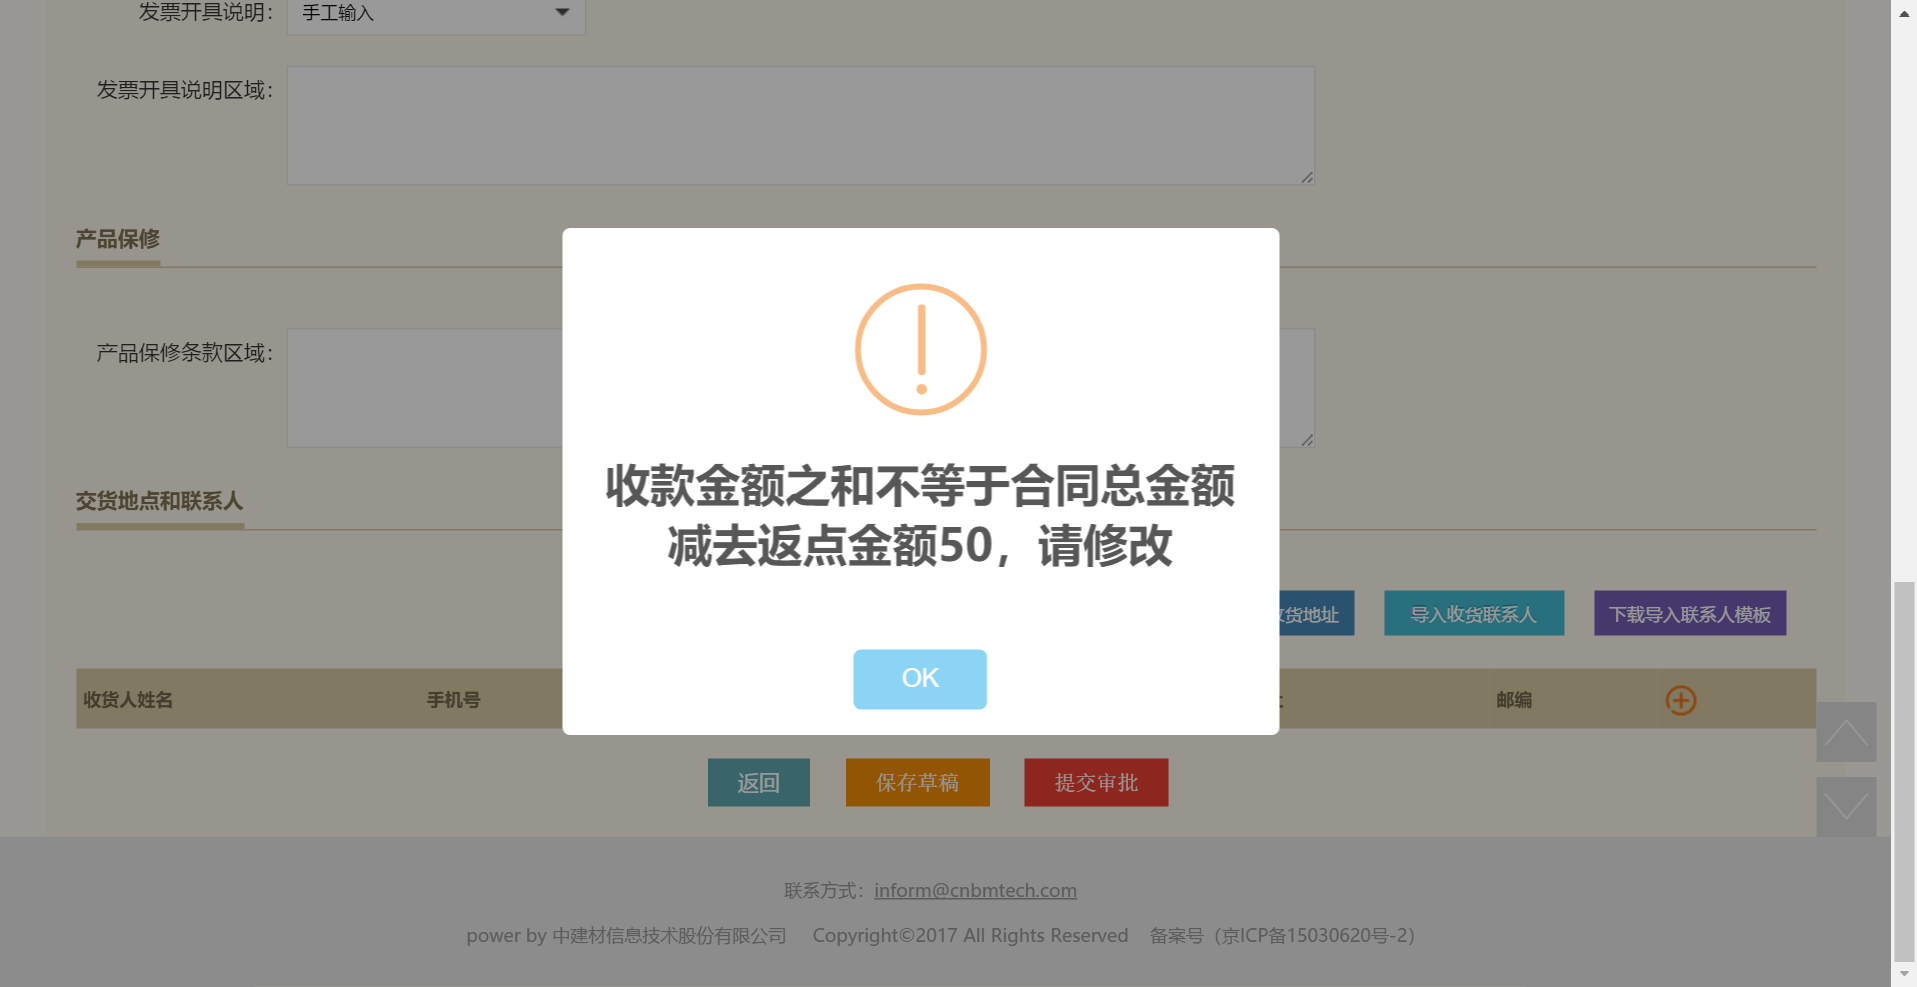 发票开具说明：
手工输入
发票开具说明区域：
产品保修
产品保修条款区域：
收款金额之和不等于合同总金额
减去返点金额50，请修改
OK
交货地点和联系人
收货地址
导入收货联系人
下载导入联系人模板
收货人姓名
手机号
邮编
返回
保存草稿
提交审批
联系方式：inform@cnbmtech.com
power by 中建材信息技术股份有限公司 Copyright©2017 All Rights Reserved 备案号（京ICP备15030620号-2）